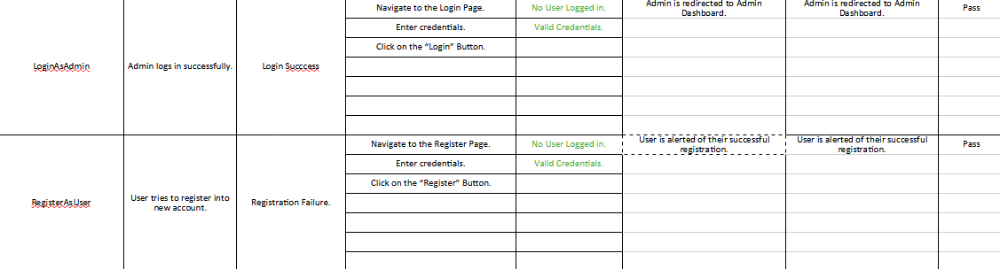 Navigate to the Login Page.
No User Logged in.
Admin is redirected to Admin
Dashboard.
Admin is redirected to Admin
Dashboard.
Pass
Enter credentials.
Valid Credentials.
Click on the “Login” Button.
LoginAsAdmin
Admin logs in successfully.
Login Succcess
Navigate to the Register Page.
No User Logged in.
User is alerted of their successful
registration.
User is alerted of their successful
registration.
Pass
Enter credentials.
Valid Credentials.
Click on the “Register” Button.
RegisterAsUser
User tries to register into
new account.
Registration Failure.